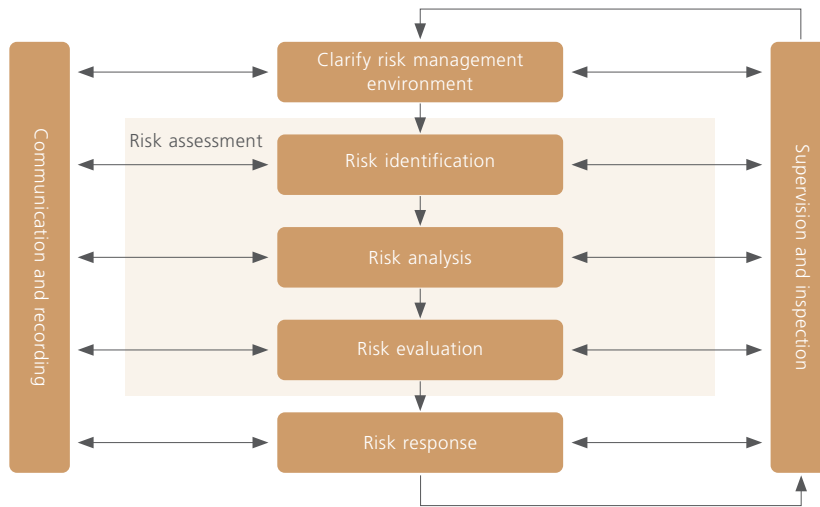 Clarify risk management
environment
Risk assessment
Risk identification
Risk analysis
Risk evaluation
Risk response
Communication and recording
Supervision and inspection